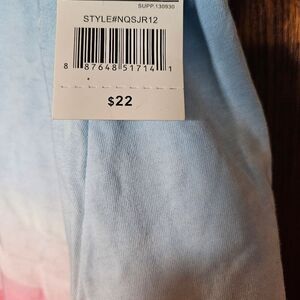 SUPP.130930
STYLE#NQSJR12
8 87648 51714 1
$22